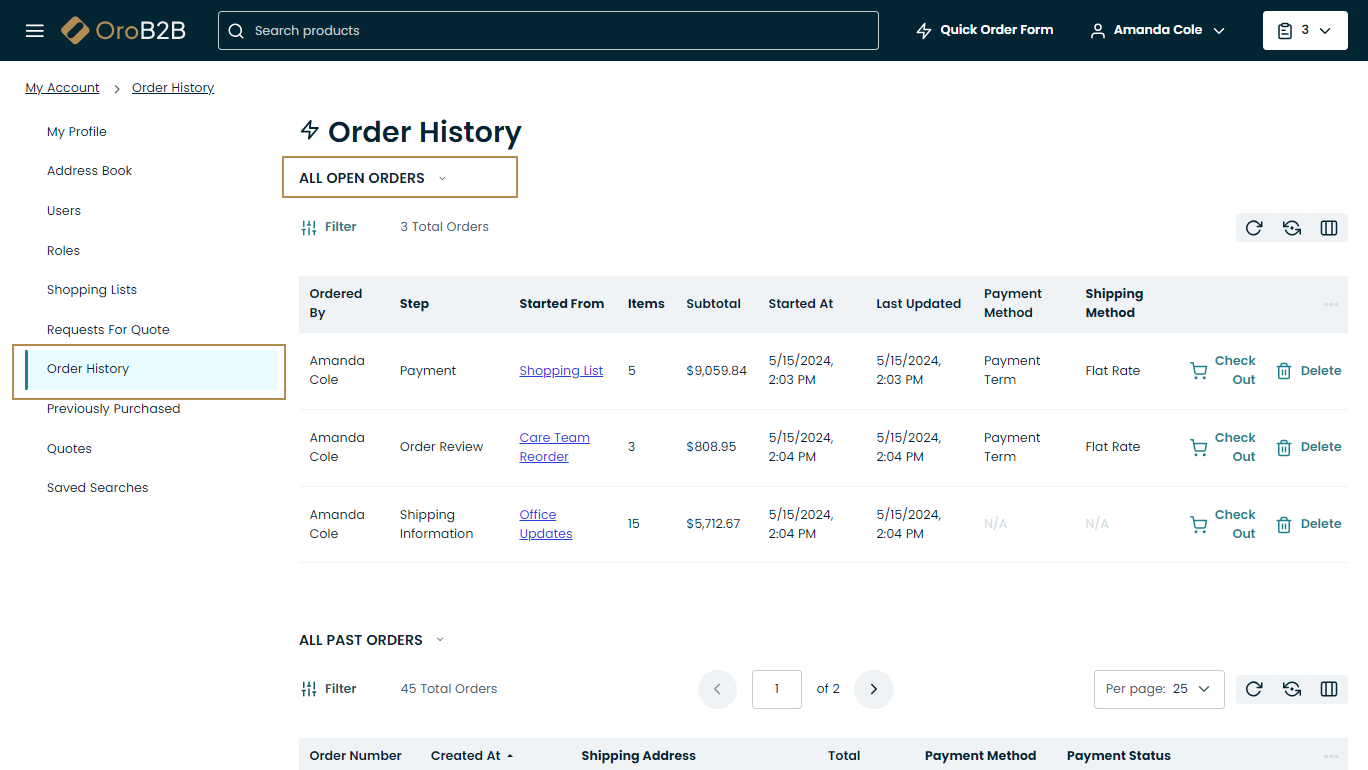 OroB2B
Search products
Quick Order Form
Amanda Cole
3
My Account
Order History
My Profile
Address Book
Users
Roles
Shopping Lists
Requests For Quote
Order History
Previously Purchased
Quotes
Saved Searches
Order History
ALL OPEN ORDERS
Filter
3 Total Orders
Ordered By Step Started From Items Subtotal Started At Last Updated Payment Method Shipping Method
Amanda Cole Payment Shopping List 5 $9,059.84 5/15/2024, 2:03 PM 5/15/2024, 2:03 PM Payment Term Flat Rate Check Out Delete
Amanda Cole Order Review Care Team Reorder 3 $808.95 5/15/2024, 2:04 PM 5/15/2024, 2:04 PM Payment Term Flat Rate Check Out Delete
Amanda Cole Shipping Information Office Updates 15 $5,712.67 5/15/2024, 2:04 PM 5/15/2024, 2:04 PM N/A N/A Check Out Delete
ALL PAST ORDERS
Filter
45 Total Orders
1 of 2
Per page: 25
Order Number Created At Shipping Address Total Payment Method Payment Status